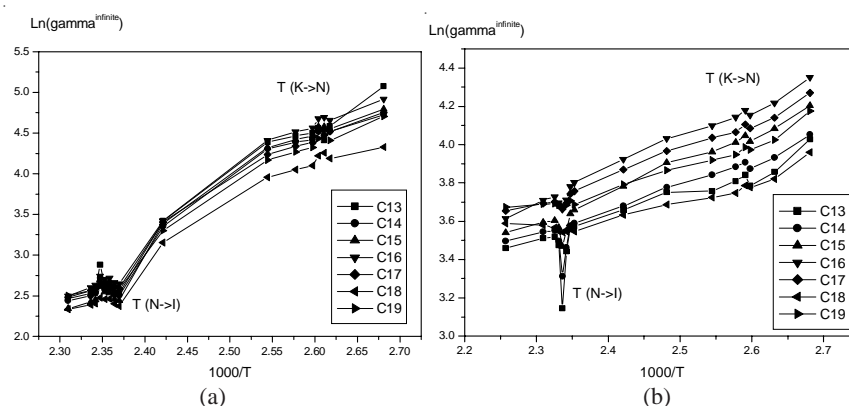 Ln(gamma^infinite)
5.5
5.0
4.5
4.0
3.5
3.0
2.5
2.0
T (K->N)
T (N->I)
C13
C14
C15
C16
C17
C18
C19
2.30 2.35 2.40 2.45 2.50 2.55 2.60 2.65 2.70
1000/T
(a)
Ln(gamma^infinite)
4.4
4.2
4.0
3.8
3.6
3.4
3.2
3.0
T (K->N)
T (N->I)
C13
C14
C15
C16
C17
C18
C19
2.2 2.3 2.4 2.5 2.6 2.7
1000/T
(b)